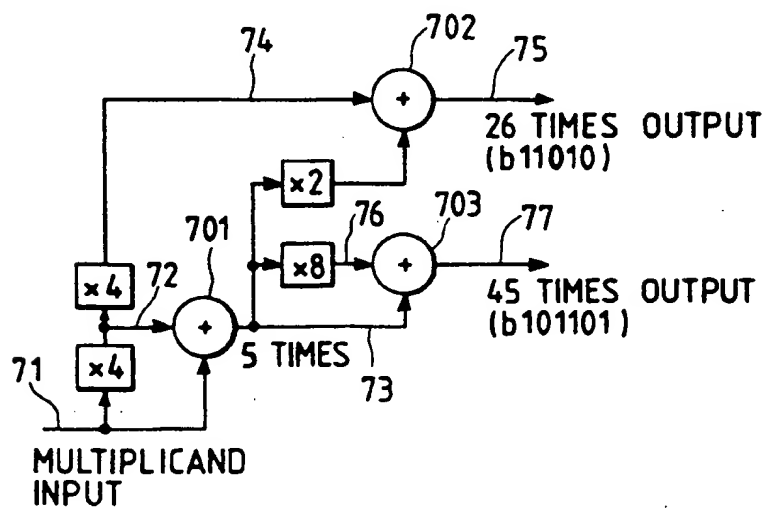 702
74
75
+
26 TIMES OUTPUT
(b11010)
×2
701
76
703
77
×4
72
×8
+
+
45 TIMES OUTPUT
(b101101)
5 TIMES
71
×4
73
MULTIPLICAND
INPUT